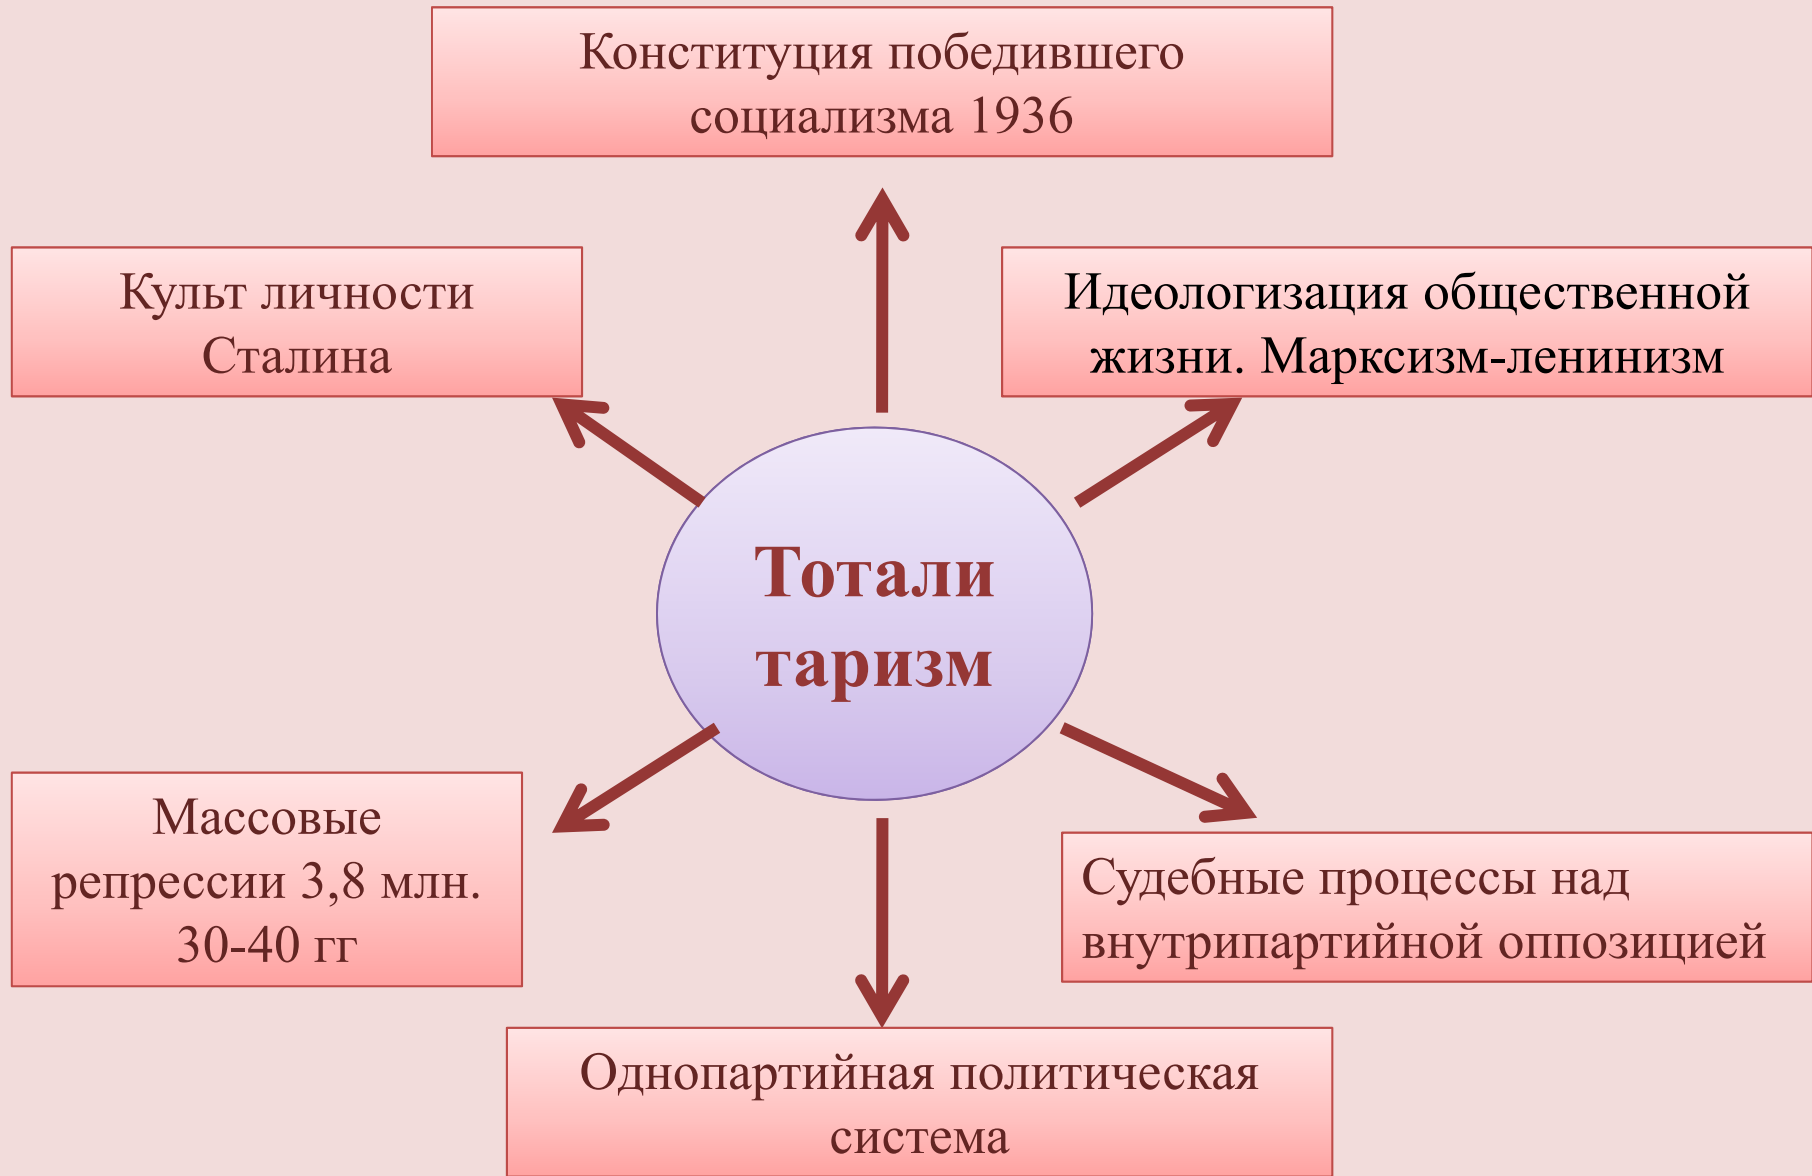 Конституция победившего
социализма 1936
Культ личности
Сталина
Идеологизация общественной
жизни. Марксизм-ленинизм
Тотали
таризм
Массовые
репрессии 3,8 млн.
30-40 гг
Судебные процессы над
внутрипартийной оппозицией
Однопартийная политическая
система